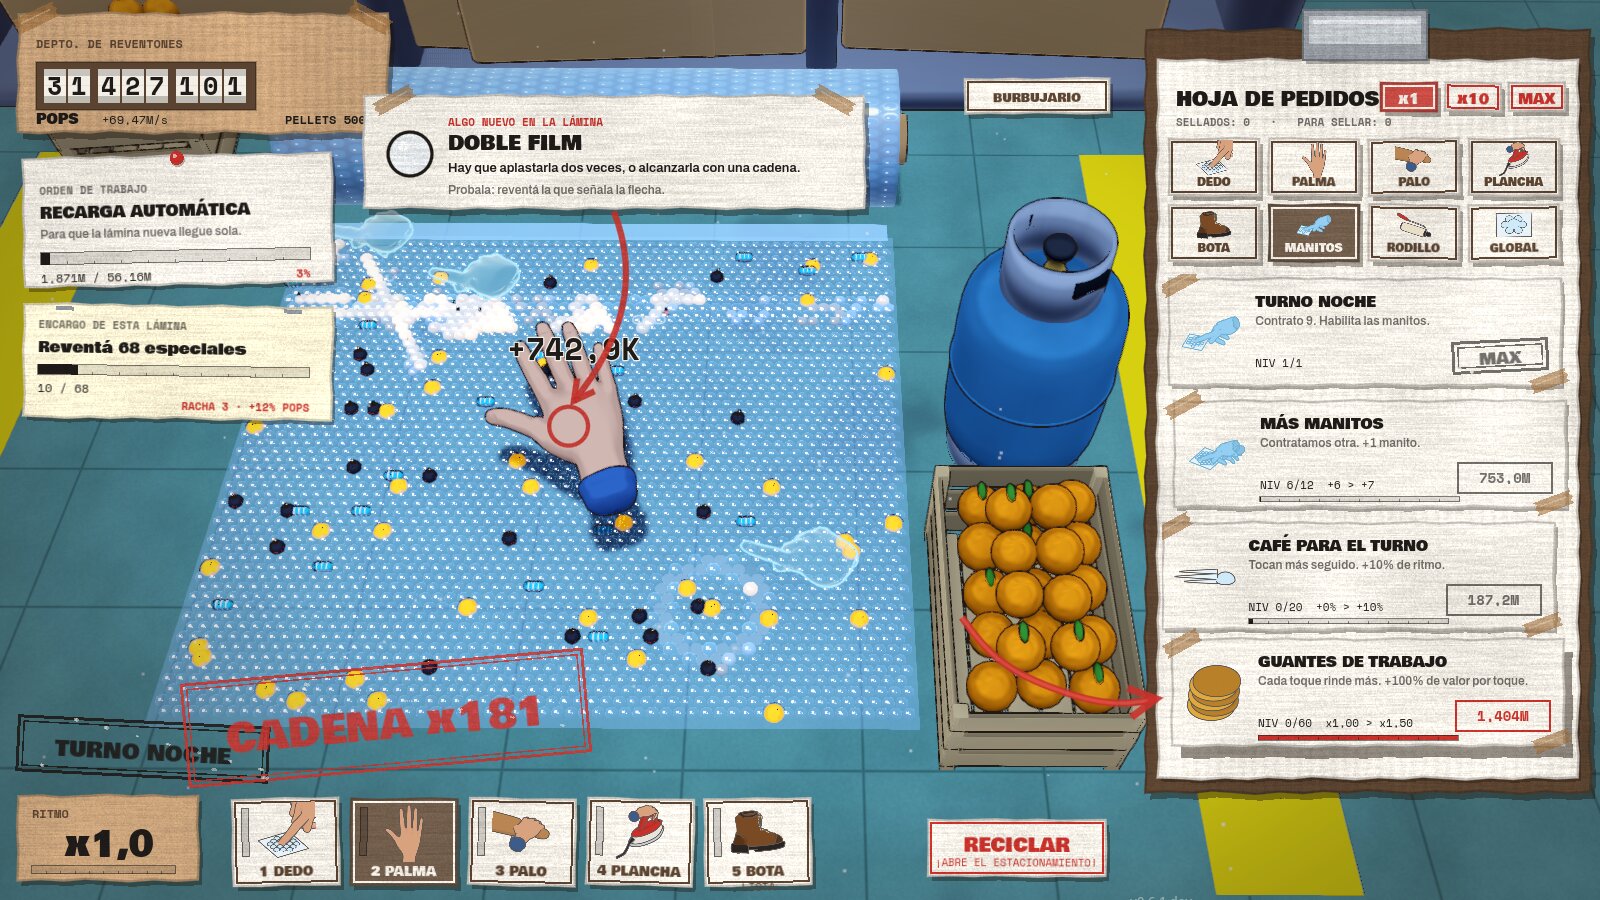 DEPTO. DE REVENTONES
31 427 101
POPS +69,47M/s PELLETS 500
ORDEN DE TRABAJO
RECARGA AUTOMÁTICA
Para que la lámina nueva llegue sola.
1,871M / 56,16M 3%
ENCARGO DE ESTA LÁMINA
Reventá 68 especiales
10 / 68
RACHA 3 · +12% POPS
ALGO NUEVO EN LA LÁMINA
DOBLE FILM
Hay que aplastarla dos veces, o alcanzarla con una cadena.
Probala: reventá la que señala la flecha.
BURBUJARIO
+742,9K
CADENA x181
TURNO NOCHE
RITMO
x1,0
1 DEDO
2 PALMA
3 PALO
4 PLANCHA
5 BOTA
RECICLAR
¡ABRE EL ESTACIONAMIENTO!
HOJA DE PEDIDOS x1 x10 MAX
SELLADOS: 0 · PARA SELLAR: 0
DEDO PALMA PALO PLANCHA
BOTA MANITOS RODILLO GLOBAL
TURNO NOCHE
Contrato 9. Habilita las manitos.
NIV 1/1
MAX
MÁS MANITOS
Contratamos otra. +1 manito.
NIV 6/12 +6 > +7
753,0M
CAFÉ PARA EL TURNO
Tocan más seguido. +10% de ritmo.
NIV 0/20 +0% > +10%
187,2M
GUANTES DE TRABAJO
Cada toque rinde más. +100% de valor por toque.
NIV 0/60 x1,00 > x1,50
1,404M